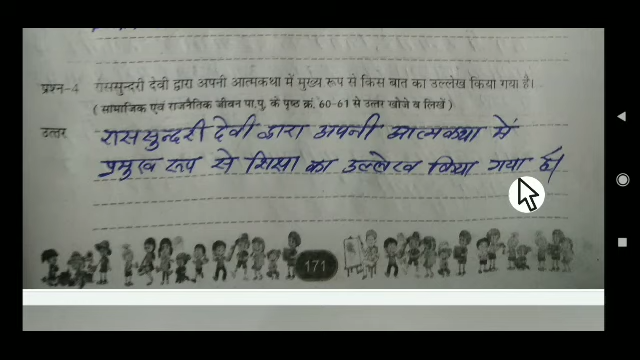 प्रश्न-4 राससुन्दरी देवी द्वारा अपनी आत्मकथा में मुख्य रूप से किस बात का उल्लेख किया गया है।
( सामाजिक एवं राजनैतिक जीवन पा.पु. के पृष्ठ क्रं. 60-61 से उत्तर खोजें व लिखें )
उत्तर राससुन्दरी देवी द्वारा अपनी आत्मकथा में
प्रमुख रूप से शिक्षा का उल्लेख किया गया है।
171